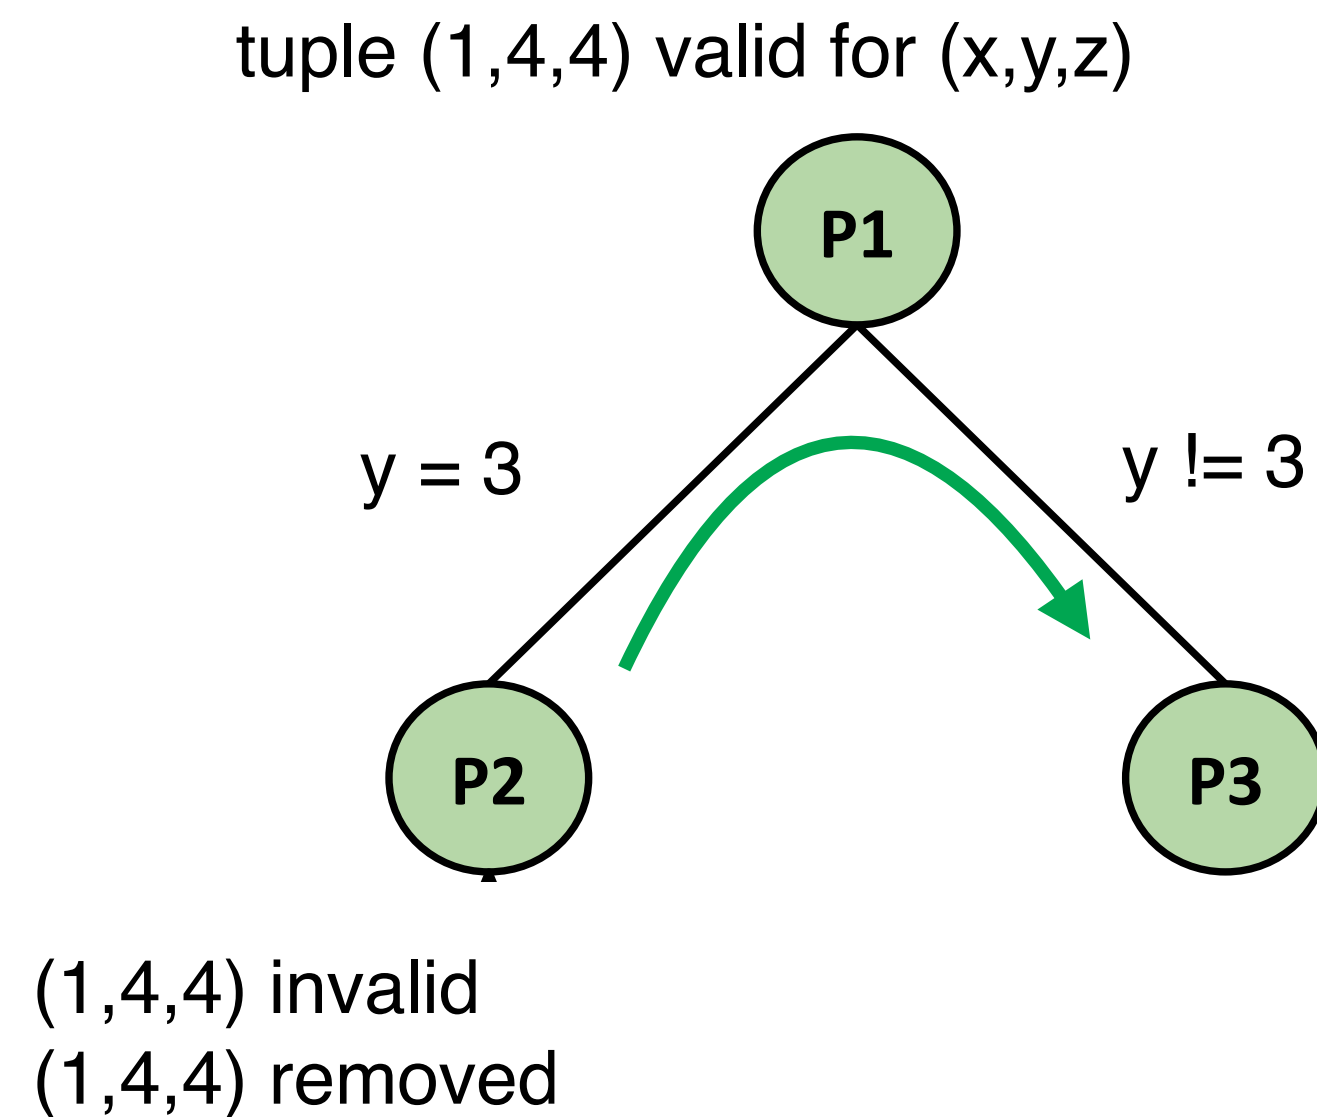 tuple (1,4,4) valid for (x,y,z)
P1
y = 3
y != 3
P2
P3
(1,4,4) invalid
(1,4,4) removed